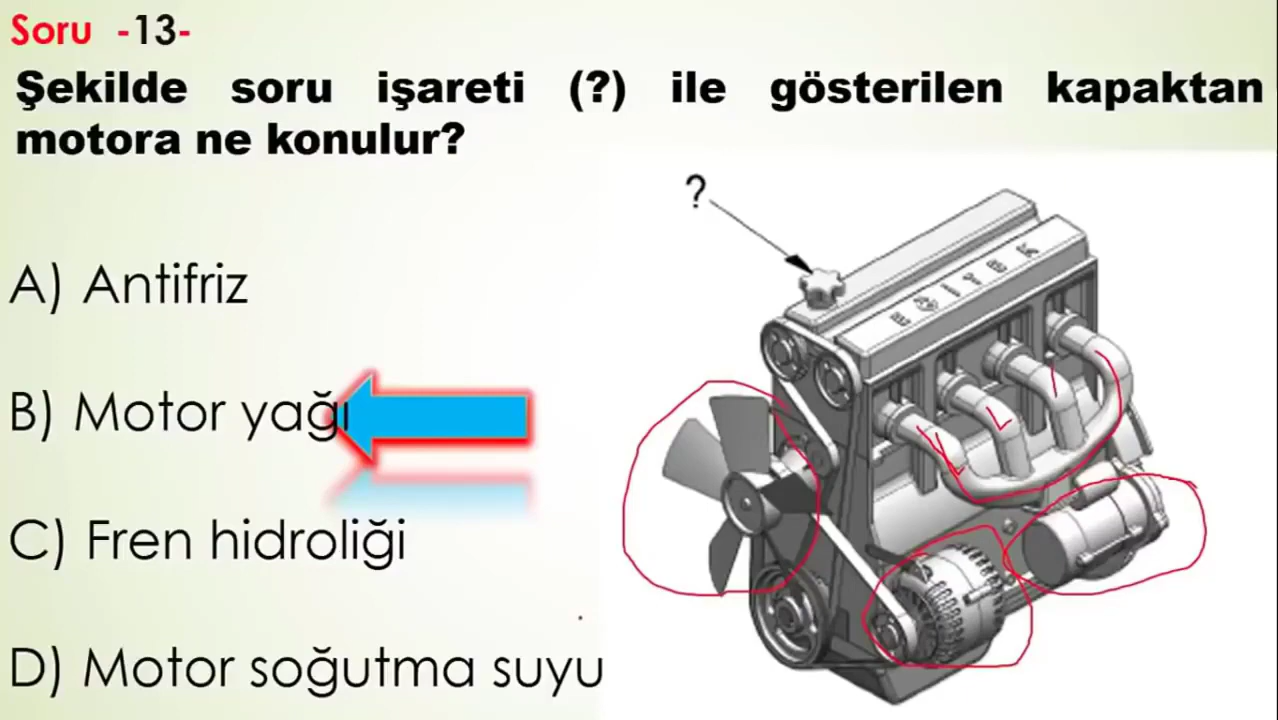 Soru -13-
Şekilde soru işareti (?) ile gösterilen kapaktan
motora ne konulur?
?
A) Antifriz
B) Motor yağı
C) Fren hidroliği
D) Motor soğutma suyu